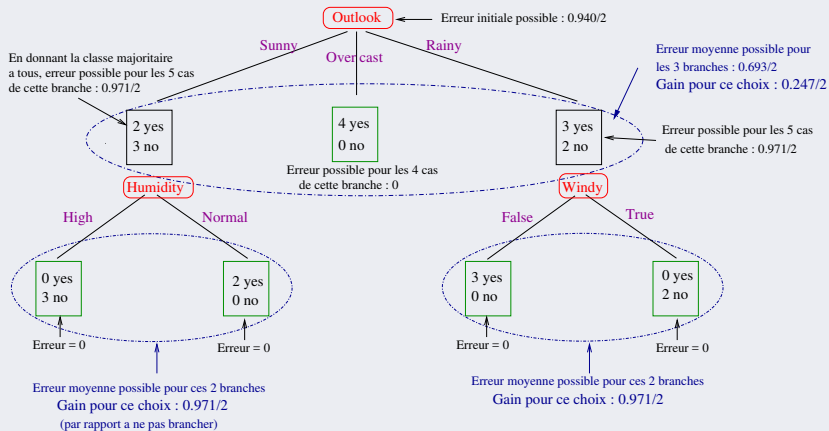 Outlook
Erreur initiale possible : 0.940/2
En donnant la classe majoritaire
a tous, erreur possible pour les 5 cas
de cette branche : 0.971/2
Sunny
Over cast
Rainy
Erreur moyenne possible pour
les 3 branches : 0.693/2
Gain pour ce choix : 0.247/2
2 yes
3 no
4 yes
0 no
3 yes
2 no
Erreur possible pour les 5 cas
de cette branche : 0.971/2
Erreur possible pour les 4 cas
de cette branche : 0
Humidity
Windy
High
Normal
False
True
0 yes
3 no
2 yes
0 no
3 yes
0 no
0 yes
2 no
Erreur = 0
Erreur = 0
Erreur = 0
Erreur = 0
Erreur moyenne possible pour ces 2 branches
Gain pour ce choix : 0.971/2
(par rapport a ne pas brancher)
Erreur moyenne possible pour ces 2 branches
Gain pour ce choix : 0.971/2